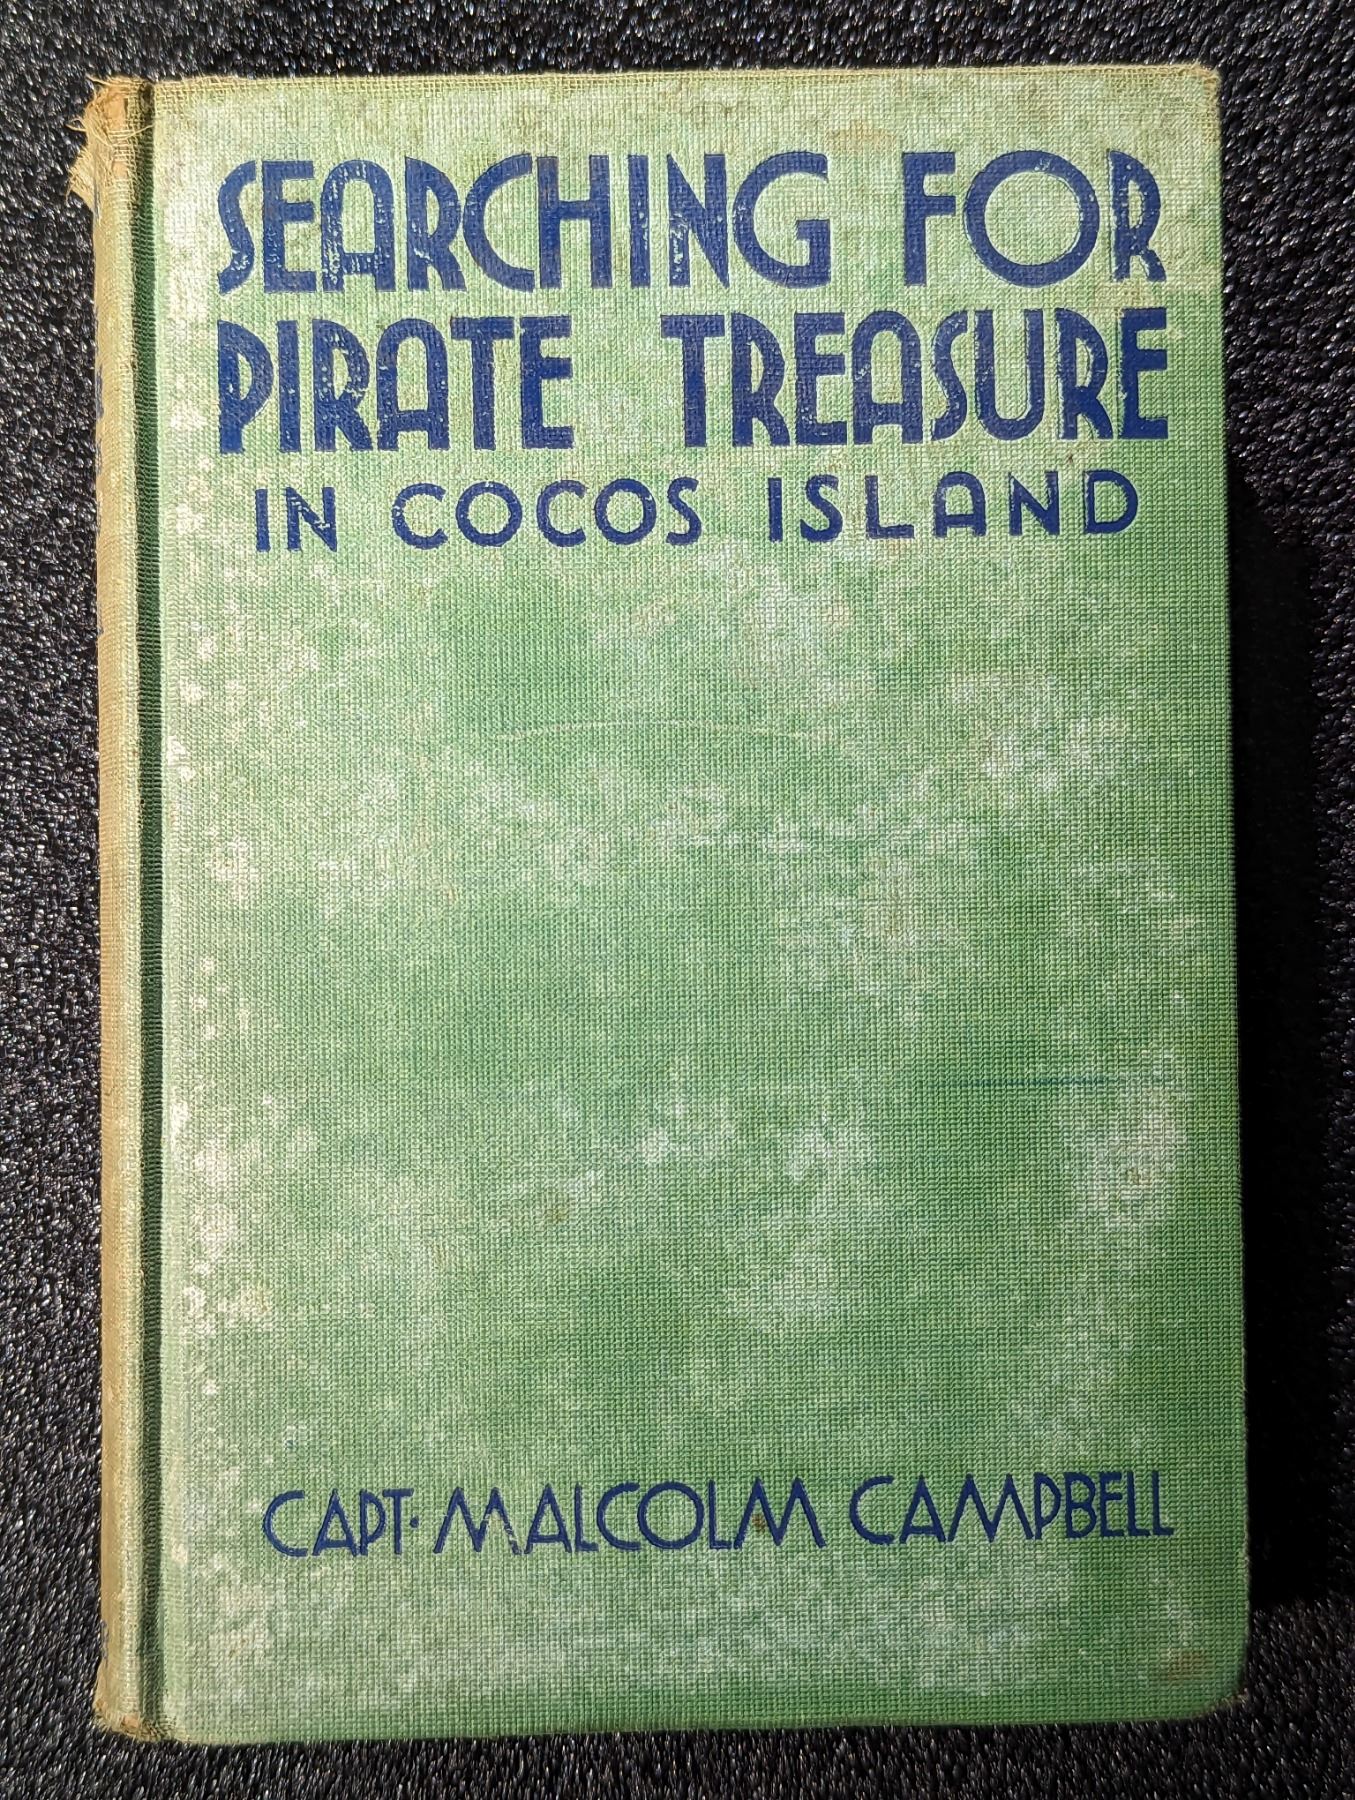 SEARCHING FOR
PIRATE TREASURE
IN COCOS ISLAND
CAPT. MALCOLM CAMPBELL